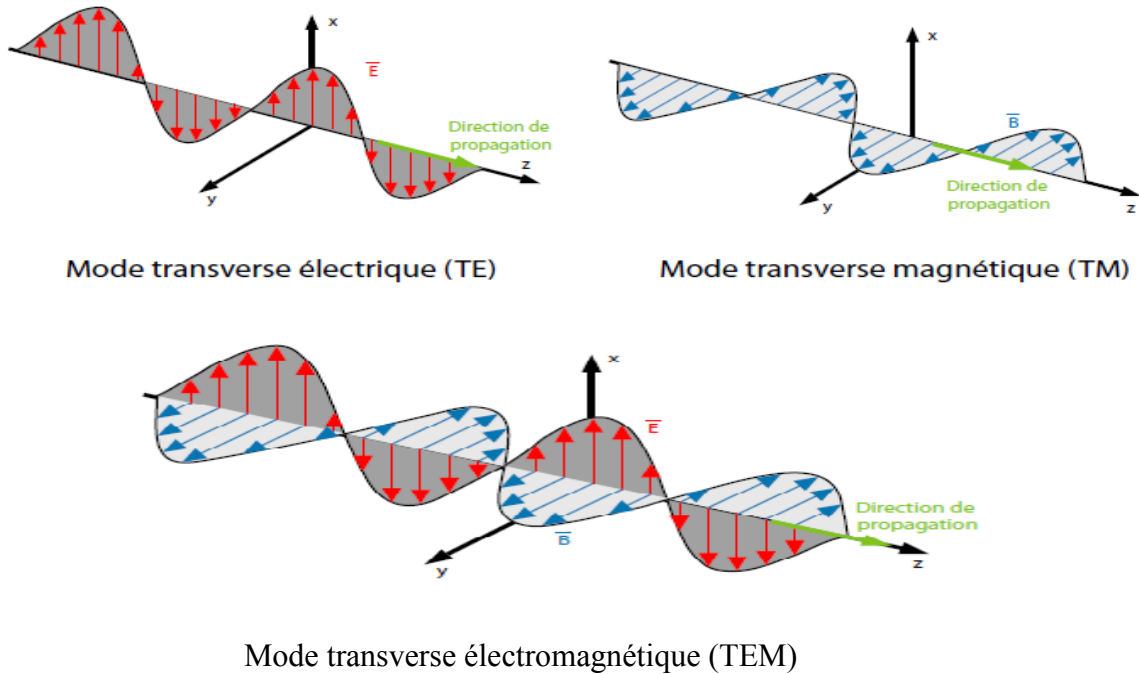 x
E
Direction de
propagation
z
y
Mode transverse électrique (TE)
x
B
Direction de
propagation
y
z
Mode transverse magnétique (TM)
x
E
Direction de
propagation
B
z
y
Mode transverse électromagnétique (TEM)